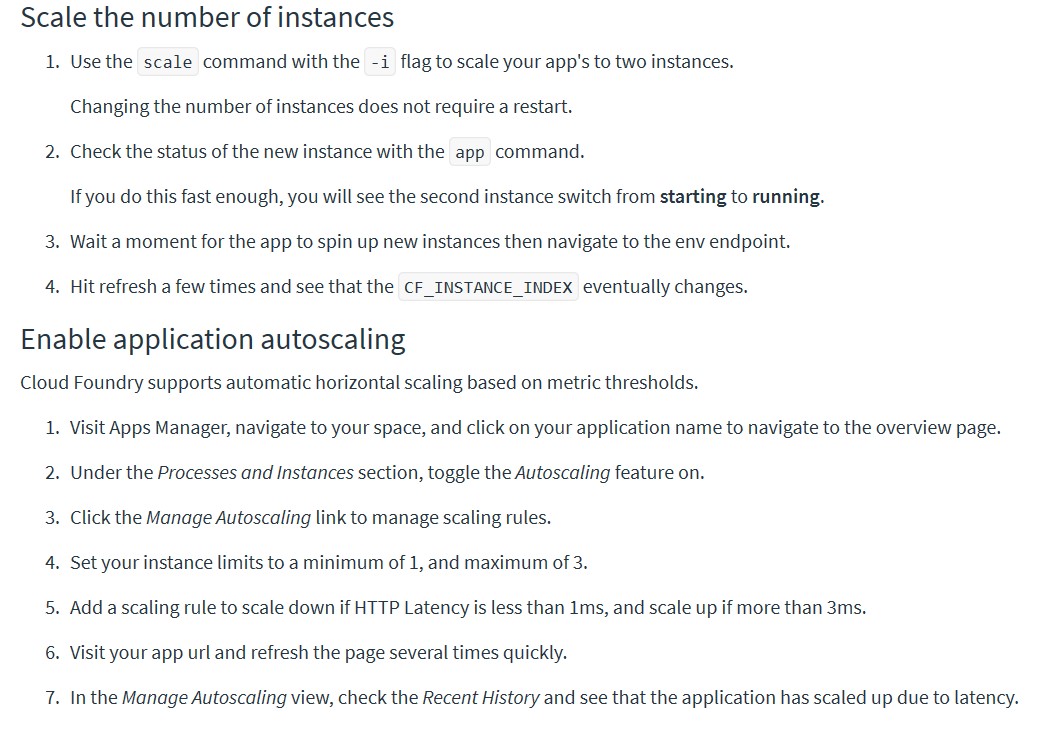 Scale the number of instances
1. Use the scale command with the -i flag to scale your app's to two instances.
Changing the number of instances does not require a restart.
2. Check the status of the new instance with the app command.
If you do this fast enough, you will see the second instance switch from starting to running.
3. Wait a moment for the app to spin up new instances then navigate to the env endpoint.
4. Hit refresh a few times and see that the CF_INSTANCE_INDEX eventually changes.
Enable application autoscaling
Cloud Foundry supports automatic horizontal scaling based on metric thresholds.
1. Visit Apps Manager, navigate to your space, and click on your application name to navigate to the overview page.
2. Under the Processes and Instances section, toggle the Autoscaling feature on.
3. Click the Manage Autoscaling link to manage scaling rules.
4. Set your instance limits to a minimum of 1, and maximum of 3.
5. Add a scaling rule to scale down if HTTP Latency is less than 1ms, and scale up if more than 3ms.
6. Visit your app url and refresh the page several times quickly.
7. In the Manage Autoscaling view, check the Recent History and see that the application has scaled up due to latency.